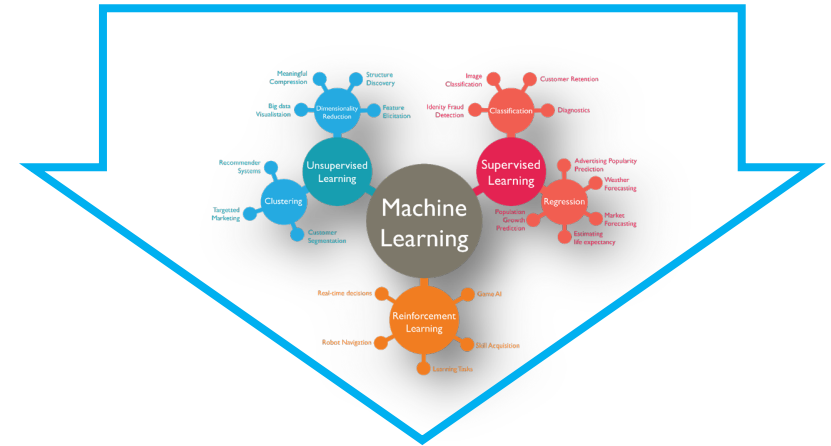 Meaningful
Compression
Structure
Discovery
Big data
Visualistaion
Dimensionality
Reduction
Feature
Elicitation
Unsupervised
Learning
Recommender
Systems
Clustering
Targinted
Marketing
Customer
Segmentation
Machine
Learning
Image
Classification
Customer Retention
Idenity Fraud
Detection
Classification
Diagnostics
Supervised
Learning
Advertising Popularity
Prediction
Weather
Forecasting
Regression
Population
Growth
Prediction
Market
Forecasting
Estimating
life expectancy
Real-time decisions
Game AI
Reinforcement
Learning
Robot Navigation
Skill Acquisition
Learning Tasks